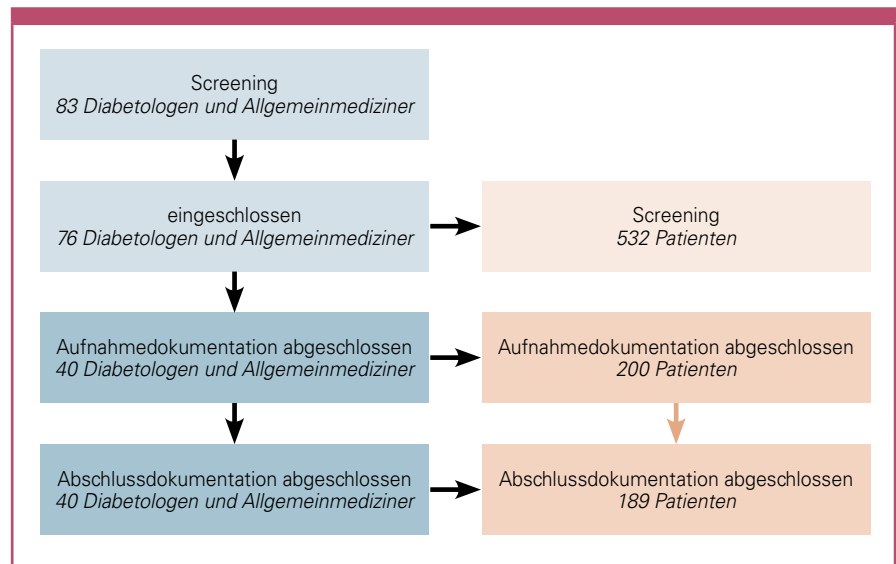 Screening
83 Diabetologen und Allgemeinmediziner
eingeschlossen
76 Diabetologen und Allgemeinmediziner
Screening
532 Patienten
Aufnahmedokumentation abgeschlossen
40 Diabetologen und Allgemeinmediziner
Aufnahmedokumentation abgeschlossen
200 Patienten
Abschlussdokumentation abgeschlossen
40 Diabetologen und Allgemeinmediziner
Abschlussdokumentation abgeschlossen
189 Patienten